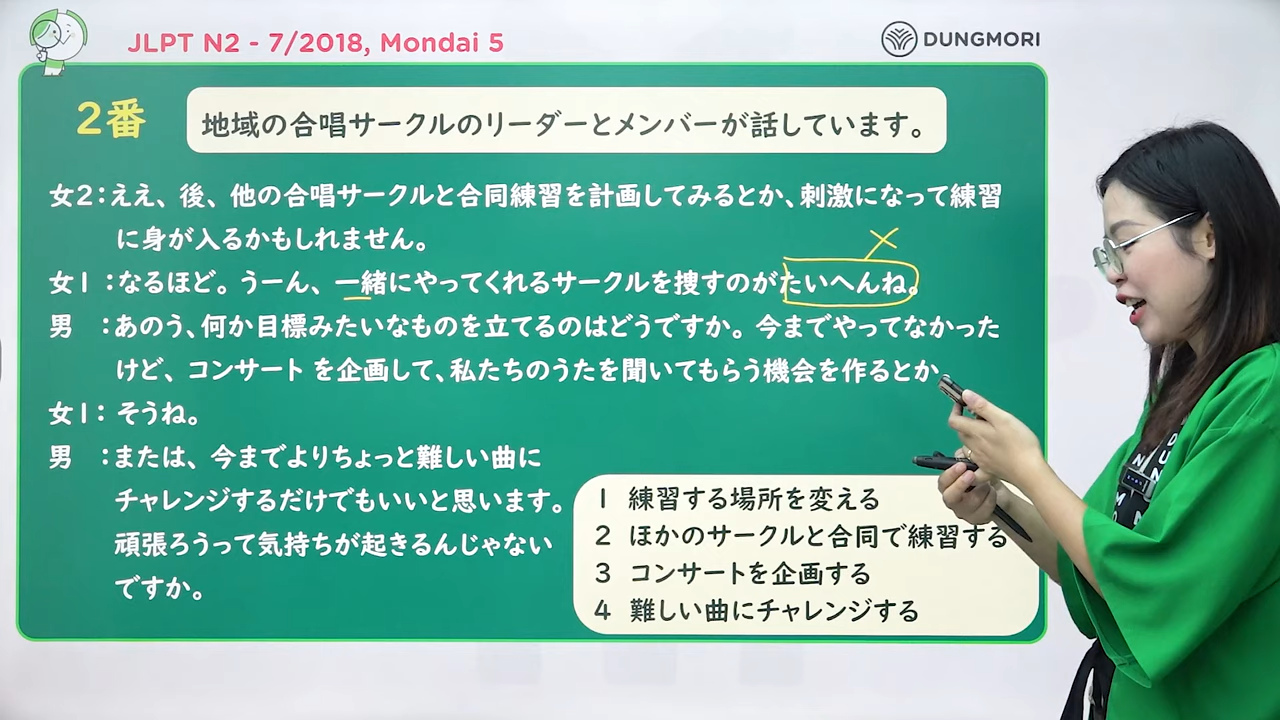 JLPT N2 - 7/2018, Mondai 5
DUNGMORI
2番
地域の合唱サークルのリーダーとメンバーが話しています。
女2:ええ、後、他の合唱サークルと合同練習を計画してみるとか、刺激になって練習
に身が入るかもしれません。
女1:なるほど。うーん、一緒にやってくれるサークルを捜すのがたいへんね。
男 :あのう、何か目標みたいなものを立てるのはどうですか。今までやってなかった
けど、コンサート を企画して、私たちのうたを聞いてもらう機会を作るとか。
女1: そうね。
男 :または、今までよりちょっと難しい曲に
チャレンジするだけでもいいと思います。
頑張ろうって気持ちが起きるんじゃない
ですか。
1 練習する場所を変える
2 ほかのサークルと合同で練習する
3 コンサートを企画する
4 難しい曲にチャレンジする